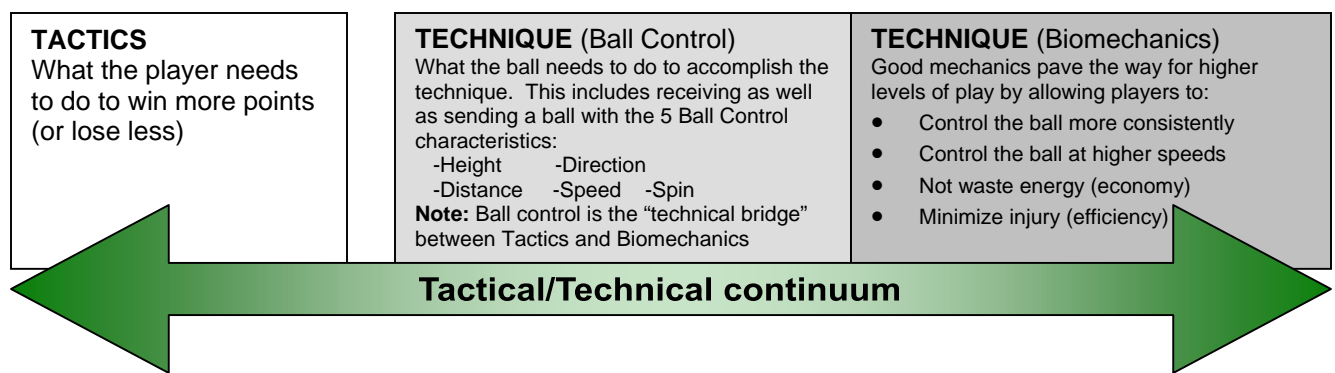 TACTICS
What the player needs
to do to win more points
(or lose less)
TECHNIQUE (Ball Control)
What the ball needs to do to accomplish the
technique.  This includes receiving as well
as sending a ball with the 5 Ball Control
characteristics:
-Height -Direction
-Distance -Speed -Spin
Note: Ball control is the “technical bridge”
between Tactics and Biomechanics
TECHNIQUE (Biomechanics)
Good mechanics pave the way for higher
levels of play by allowing players to:
• Control the ball more consistently
• Control the ball at higher speeds
• Not waste energy (economy)
• Minimize injury (efficiency)
Tactical/Technical continuum